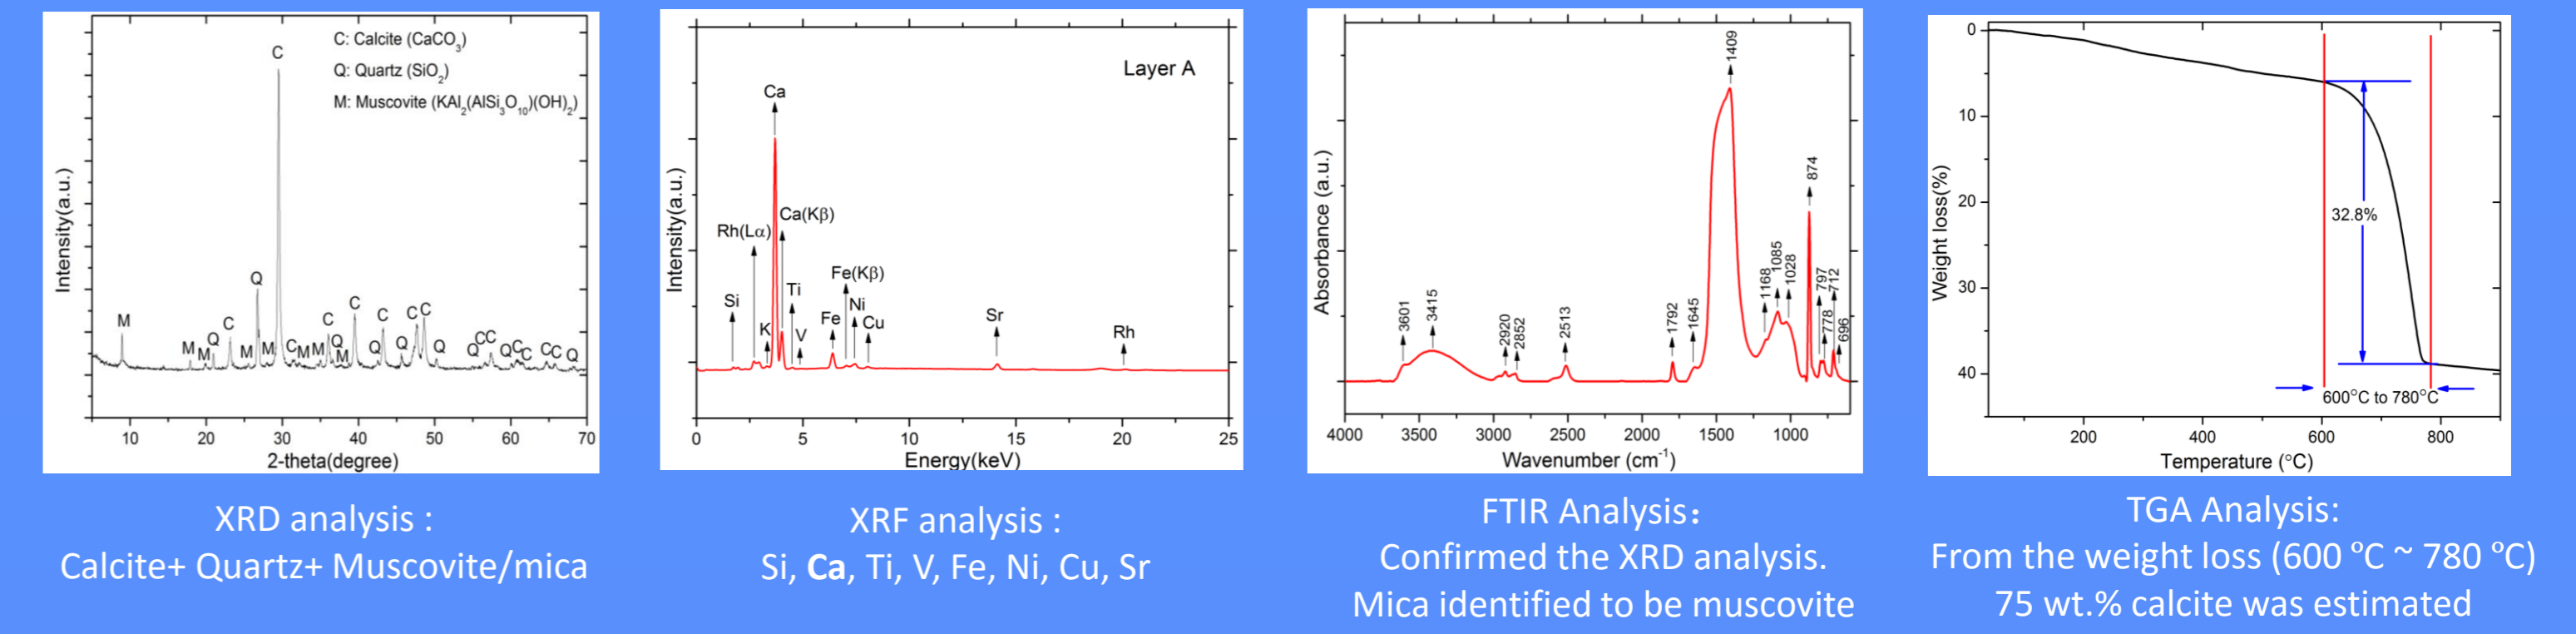 C: Calcite (CaCO3)
Q: Quartz (SiO2)
M: Muscovite (KAl2(AlSi3O10)(OH)2)
C
M
M
M
Q
C
M
Q
M
C
M
M
C
Q
M
C
Q
C
Q
C
C
Q
Q
C
C
Q
C
C
C
C
Q
Intensity(a.u.)
10 20 30 40 50 60 70
2-theta(degree)
XRD analysis :
Calcite+ Quartz+ Muscovite/mica
Layer A
Ca
Ca(Kβ)
Rh(Lα)
Fe(Kβ)
Ti
Si
Ni
K
V
Fe
Cu
Sr
Rh
Intensity(a.u.)
0 5 10 15 20 25
Energy(keV)
XRF analysis :
Si, Ca, Ti, V, Fe, Ni, Cu, Sr
1409
874
3601
3415
2920
2852
2513
1792
1645
1168
1085
1028
797
778
712
696
Absorbance (a.u.)
4000 3500 3000 2500 2000 1500 1000
Wavenumber (cm-1)
FTIR Analysis:
Confirmed the XRD analysis.
Mica identified to be muscovite
0
10
20
30
40
Weight loss(%)
32.8%
600°C to 780°C
200 400 600 800
Temperature (°C)
TGA Analysis:
From the weight loss (600 ºC ~ 780 ºC)
75 wt.% calcite was estimated